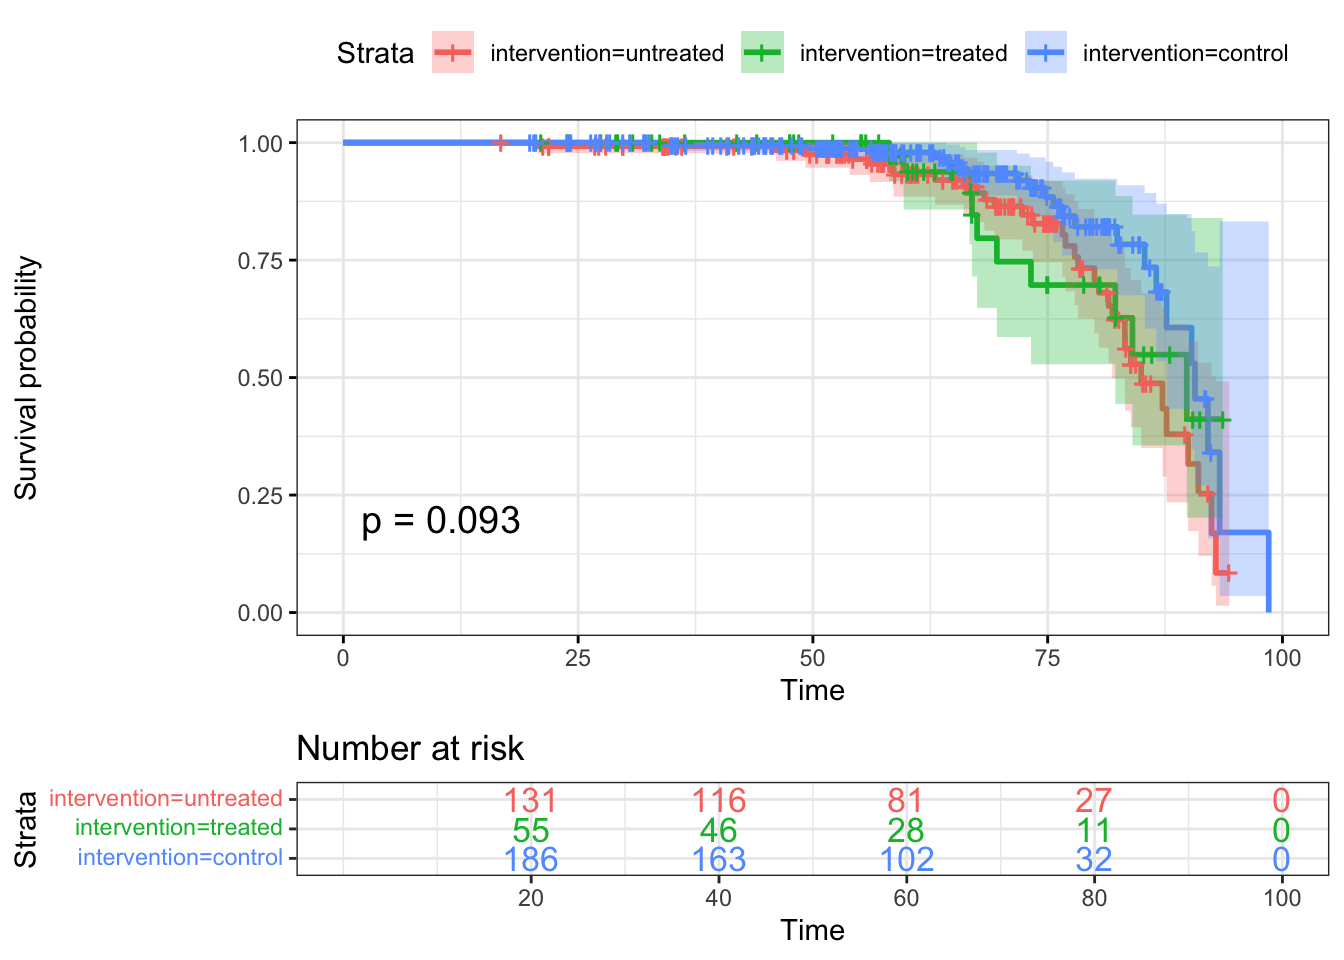 Strata intervention=untreated intervention=treated intervention=control
1.00
0.75
0.50
0.25
0.00
Survival probability
p = 0.093
0 25 50 75 100
Time
Number at risk
Strata
intervention=untreated 131 116 81 27 0
intervention=treated 55 46 28 11 0
intervention=control 186 163 102 32 0
20 40 60 80 100
Time